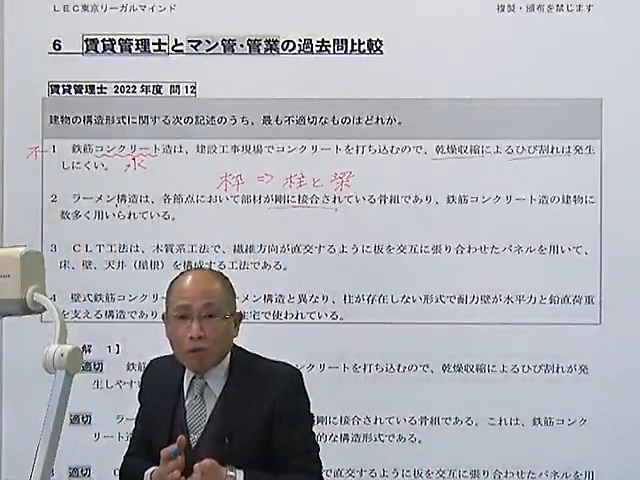 LEC東京リーガルマインド
複製・頒布を禁じます
6 賃貸管理士とマン管・管業の過去問比較
賃貸管理士 2022年度 問12
建物の構造形式に関する次の記述のうち、最も不適切なものはどれか。
不 1 鉄筋コンクリート造は、建設工事現場でコンクリートを打ち込むので、乾燥収縮によるひび割れは発生
しにくい。 水
枠 ⇒ 柱と梁
2 ラーメン構造は、各節点において部材が剛に接合されている骨組であり、鉄筋コンクリート造の建物に
数多く用いられている。
3 CLT工法は、木質系工法で、繊維方向が直交するように板を交互に張り合わせたパネルを用いて、
床、壁、天井（屋根）を構成する工法である。
4 壁式鉄筋コンクリ メン構造と異なり、柱が存在しない形式で耐力壁が水平力と鉛直荷重
を支える構造であり 住宅で使われている。
解 1】
適切 鉄筋 コンクリートを打ち込むので、乾燥収縮によるひび割れが発
生しやす
適切 ラー 剛に接合されている骨組である。これは、鉄筋コンク
リート造 的な構造形式である。
3 適切 で直交するように板を交互に張り合わせたパネルを用